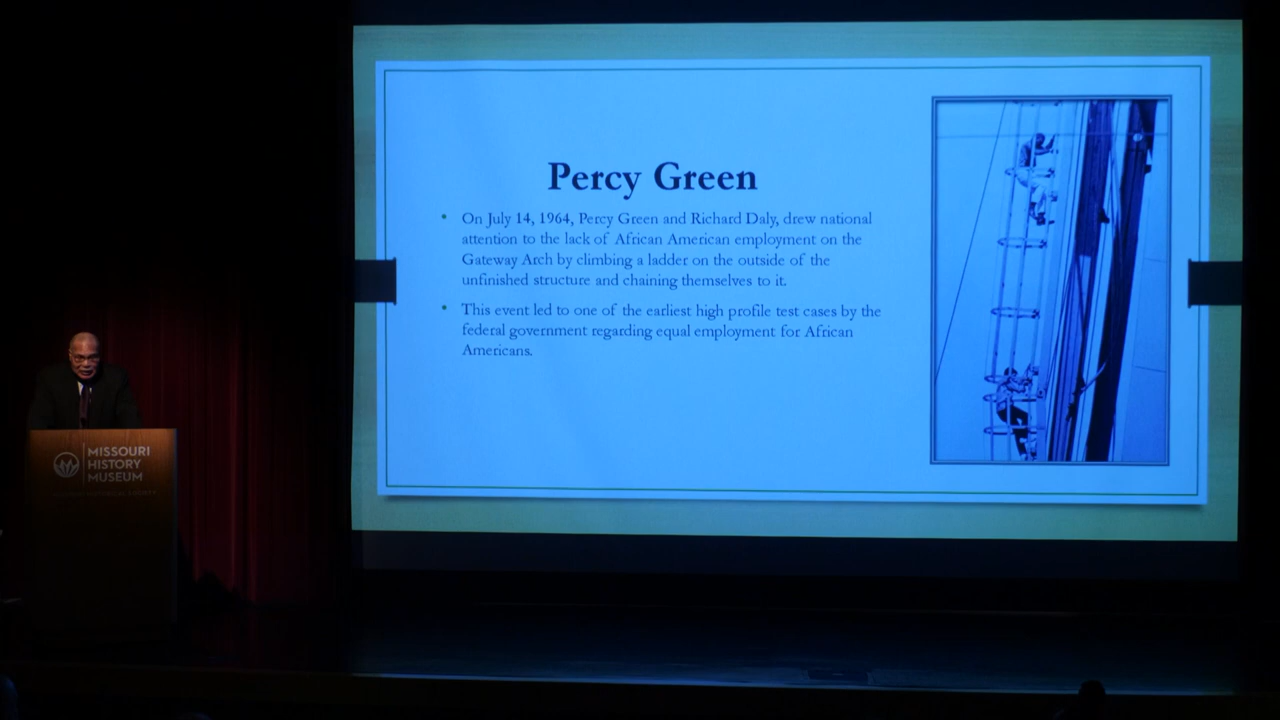 Percy Green
• On July 14, 1964, Percy Green and Richard Daly, drew national
attention to the lack of African American employment on the
Gateway Arch by climbing a ladder on the outside of the
unfinished structure and chaining themselves to it.
• This event led to one of the earliest high profile test cases by the
federal government regarding equal employment for African
Americans.
MISSOURI
HISTORY
MUSEUM